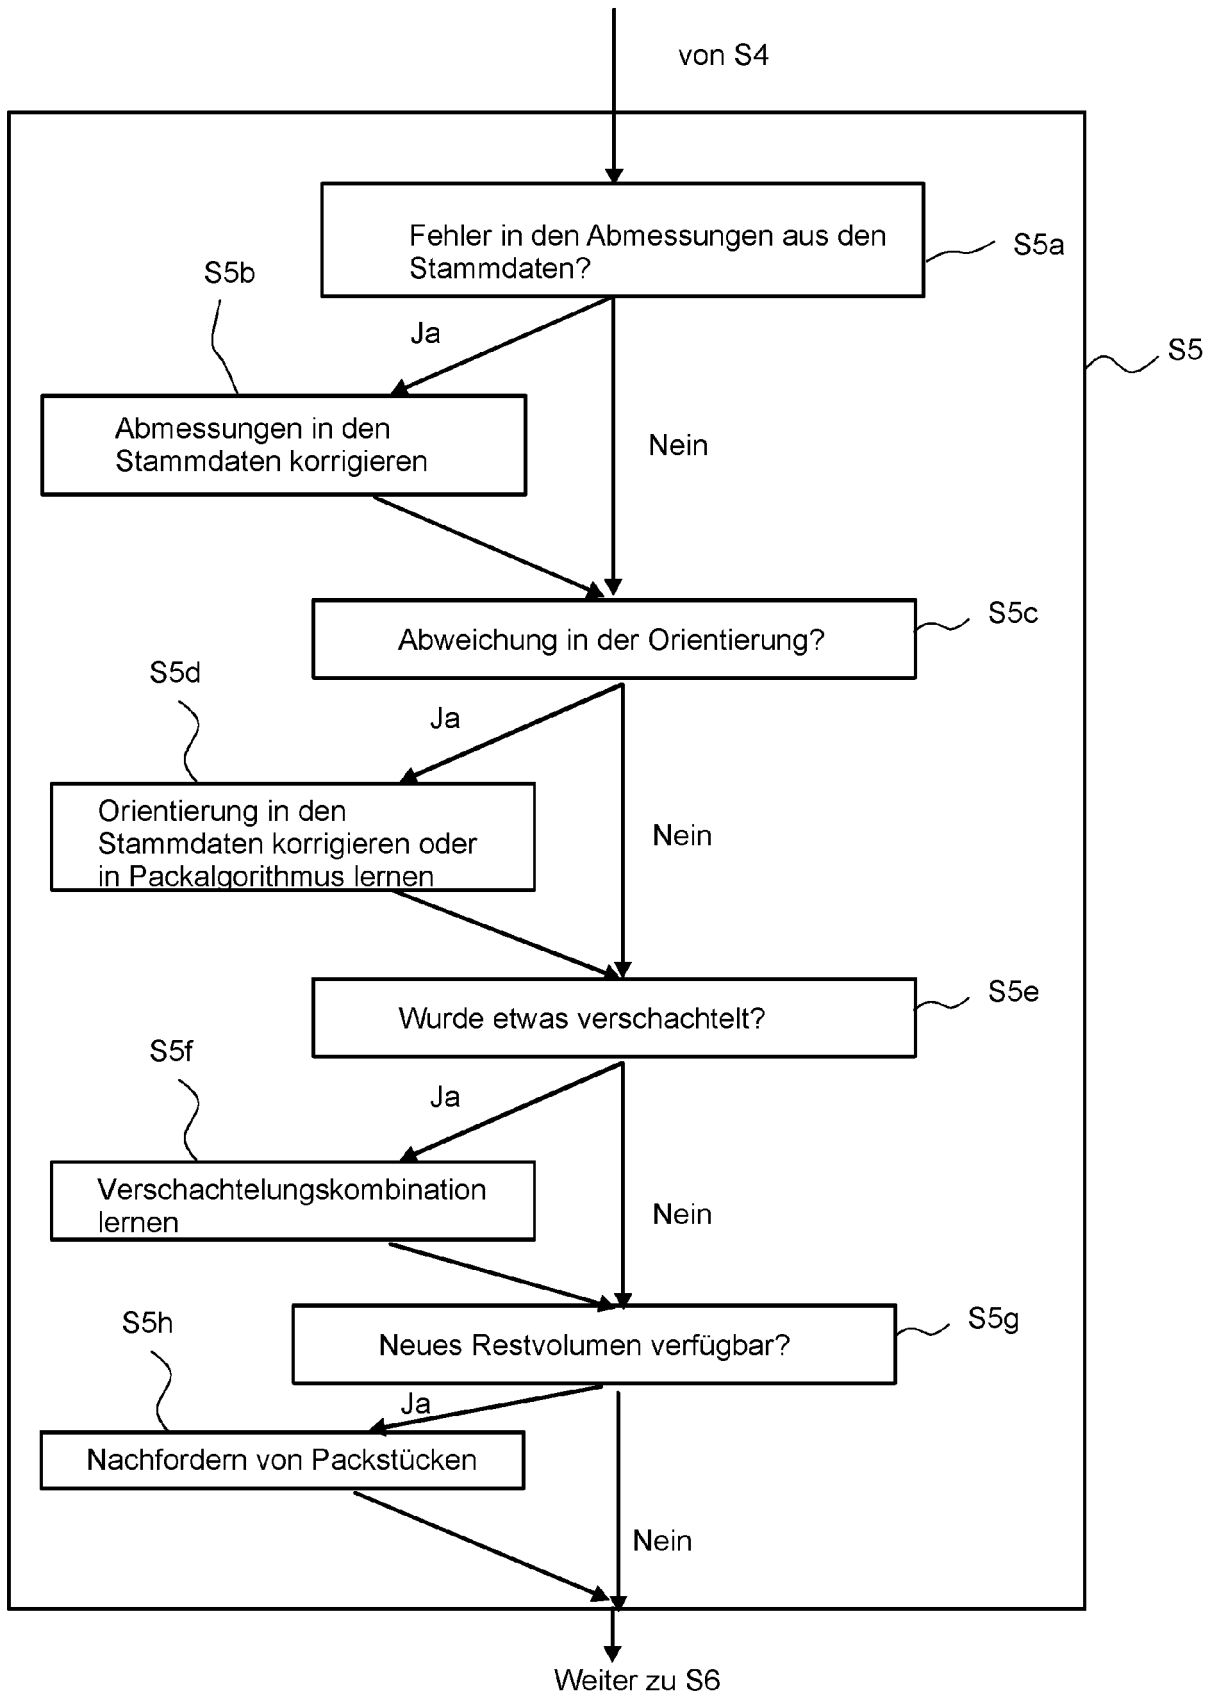 von S4
Fehler in den Abmessungen aus den
Stammdaten?
S5a
S5b
Ja
S5
Abmessungen in den
Stammdaten korrigieren
Nein
Abweichung in der Orientierung?
S5c
S5d
Ja
Orientierung in den
Stammdaten korrigieren oder
in Packalgorithmus lernen
Nein
Wurde etwas verschachtelt?
S5e
S5f
Ja
Verschachtelungskombination
lernen
Nein
S5h
Neues Restvolumen verfügbar?
S5g
Ja
Nachfordern von Packstücken
Nein
Weiter zu S6